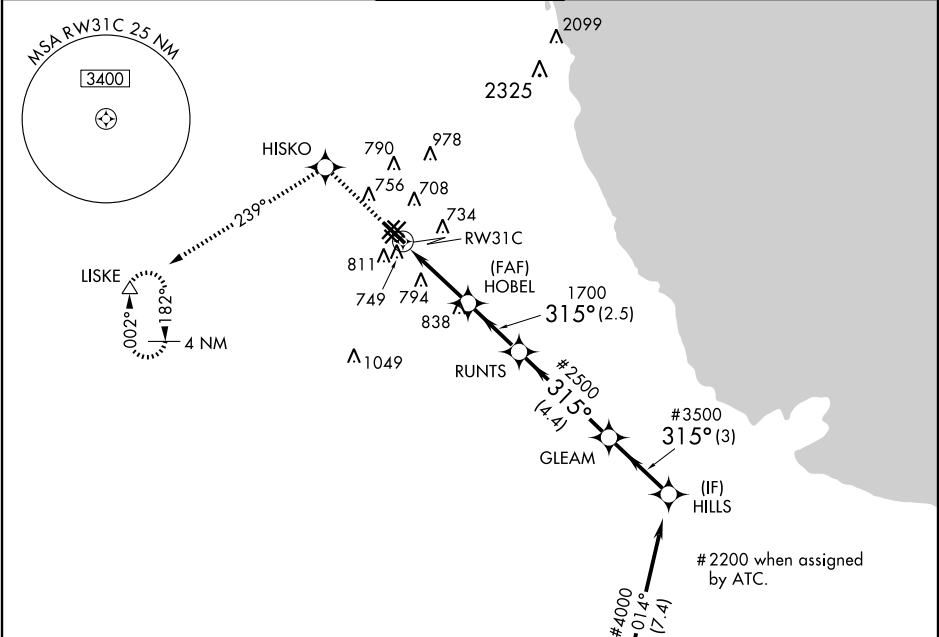 MSA RW31C 25 NM
3400
2099
2325
HISKO
790
978
756
708
734
RW31C
239°
811
749
794
(FAF)
HOBEL
838
1700
315° (2.5)
LISKE
002°
182°
4 NM
1049
RUNTS
#2500
315°
(4.4)
#3500
315° (3)
GLEAM
(IF)
HILLS
#2200 when assigned
by ATC.
#4000
014°
(7.4)